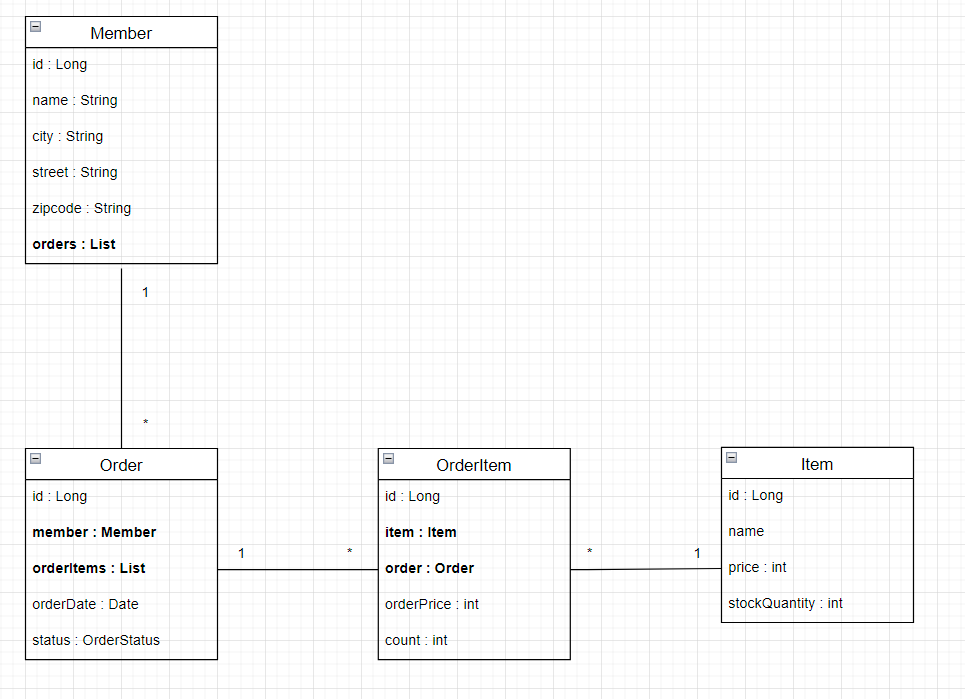 Member
id : Long
name : String
city : String
street : String
zipcode : String
orders : List
1
*
Order
id : Long
member : Member
orderItems : List
orderDate : Date
status : OrderStatus
1
*
OrderItem
id : Long
item : Item
order : Order
orderPrice : int
count : int
*
1
Item
id : Long
name
price : int
stockQuantity : int